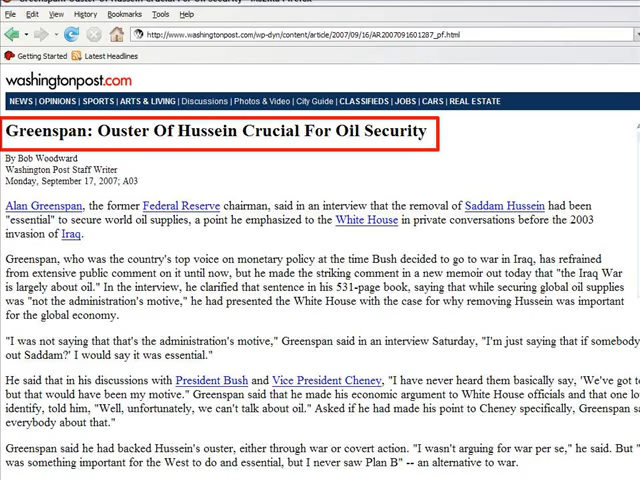 Greenspan: Ouster Of Hussein Crucial For Oil Security
File Edit View History Bookmarks Tools Help
http://www.washingtonpost.com/wp-dyn/content/article/2007/09/16/AR2007091601287_pf.html
Getting Started Latest Headlines
washingtonpost.com
NEWS | OPINIONS | SPORTS | ARTS & LIVING | Discussions | Photos & Video | City Guide | CLASSIFIEDS | JOBS | CARS | REAL ESTATE
Greenspan: Ouster Of Hussein Crucial For Oil Security
By Bob Woodward
Washington Post Staff Writer
Monday, September 17, 2007; A03
Alan Greenspan, the former Federal Reserve chairman, said in an interview that the removal of Saddam Hussein had been
"essential" to secure world oil supplies, a point he emphasized to the White House in private conversations before the 2003
invasion of Iraq.
Greenspan, who was the country's top voice on monetary policy at the time Bush decided to go to war in Iraq, has refrained
from extensive public comment on it until now, but he made the striking comment in a new memoir out today that "the Iraq War
is largely about oil." In the interview, he clarified that sentence in his 531-page book, saying that while securing global oil supplies
was "not the administration's motive," he had presented the White House with the case for why removing Hussein was important
for the global economy.
"I was not saying that that's the administration's motive," Greenspan said in an interview Saturday, "I'm just saying that if somebody
out Saddam?' I would say it was essential."
He said that in his discussions with President Bush and Vice President Cheney, "I have never heard them basically say, 'We've got to
but that would have been my motive." Greenspan said that he made his economic argument to White House officials and that one
identify, told him, "Well, unfortunately, we can't talk about oil." Asked if he had made his point to Cheney specifically, Greenspan
everybody about that."
Greenspan said he had backed Hussein's ouster, either through war or covert action. "I wasn't arguing for war per se," he said. But "
was something important for the West to do and essential, but I never saw Plan B" -- an alternative to war.